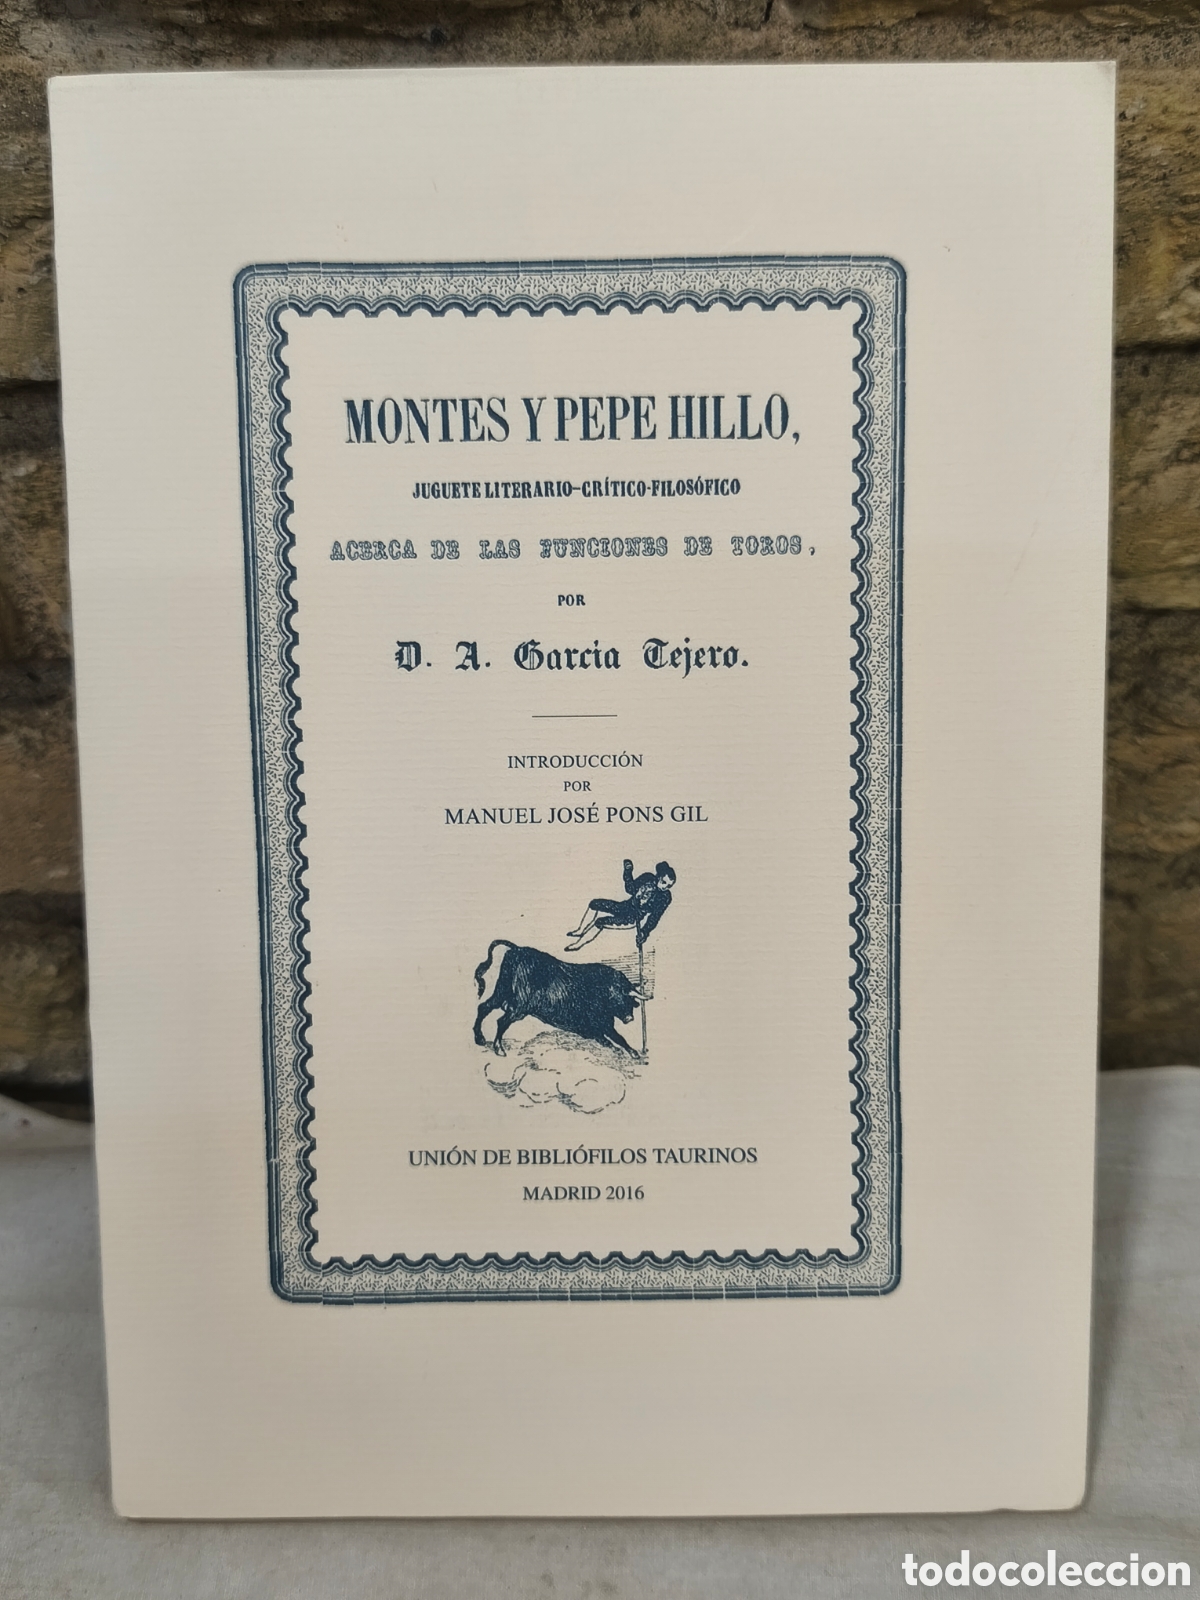 MONTES Y PEPE HILLO,
JUGUETE LITERARIO-CRÍTICO-FILOSÓFICO
ACERCA DE LAS FUNCIONES DE TOROS,
POR
D. A. Garcia Tejero.
INTRODUCCIÓN
POR
MANUEL JOSÉ PONS GIL
UNIÓN DE BIBLIÓFILOS TAURINOS
MADRID 2016
todocoleccion